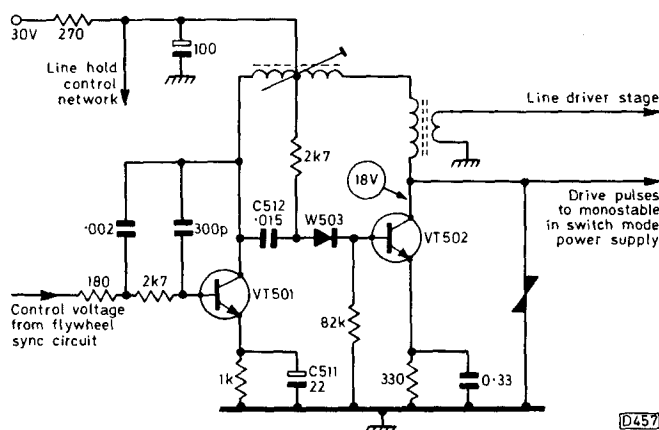 30V
270
100
Line hold
control
network
Line driver stage
2k7
18V
Drive pulses
to monostable
in switch mode
power supply
C512
.015
W503
·002
300p
VT502
180
2k7
VT501
Control voltage
from flywheel
sync circuit
82k
1k
C511
22
330
0·33
D457